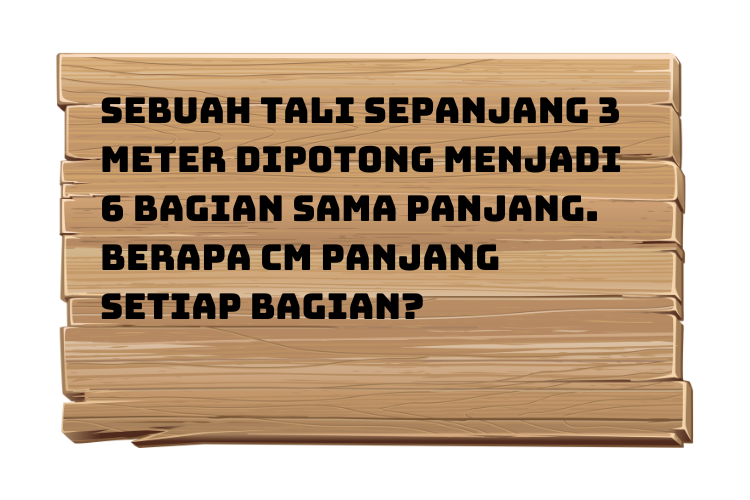 SEBUAH TALI SEPANJANG 3
METER DIPOTONG MENJADI
6 BAGIAN SAMA PANJANG.
BERAPA CM PANJANG
SETIAP BAGIAN?